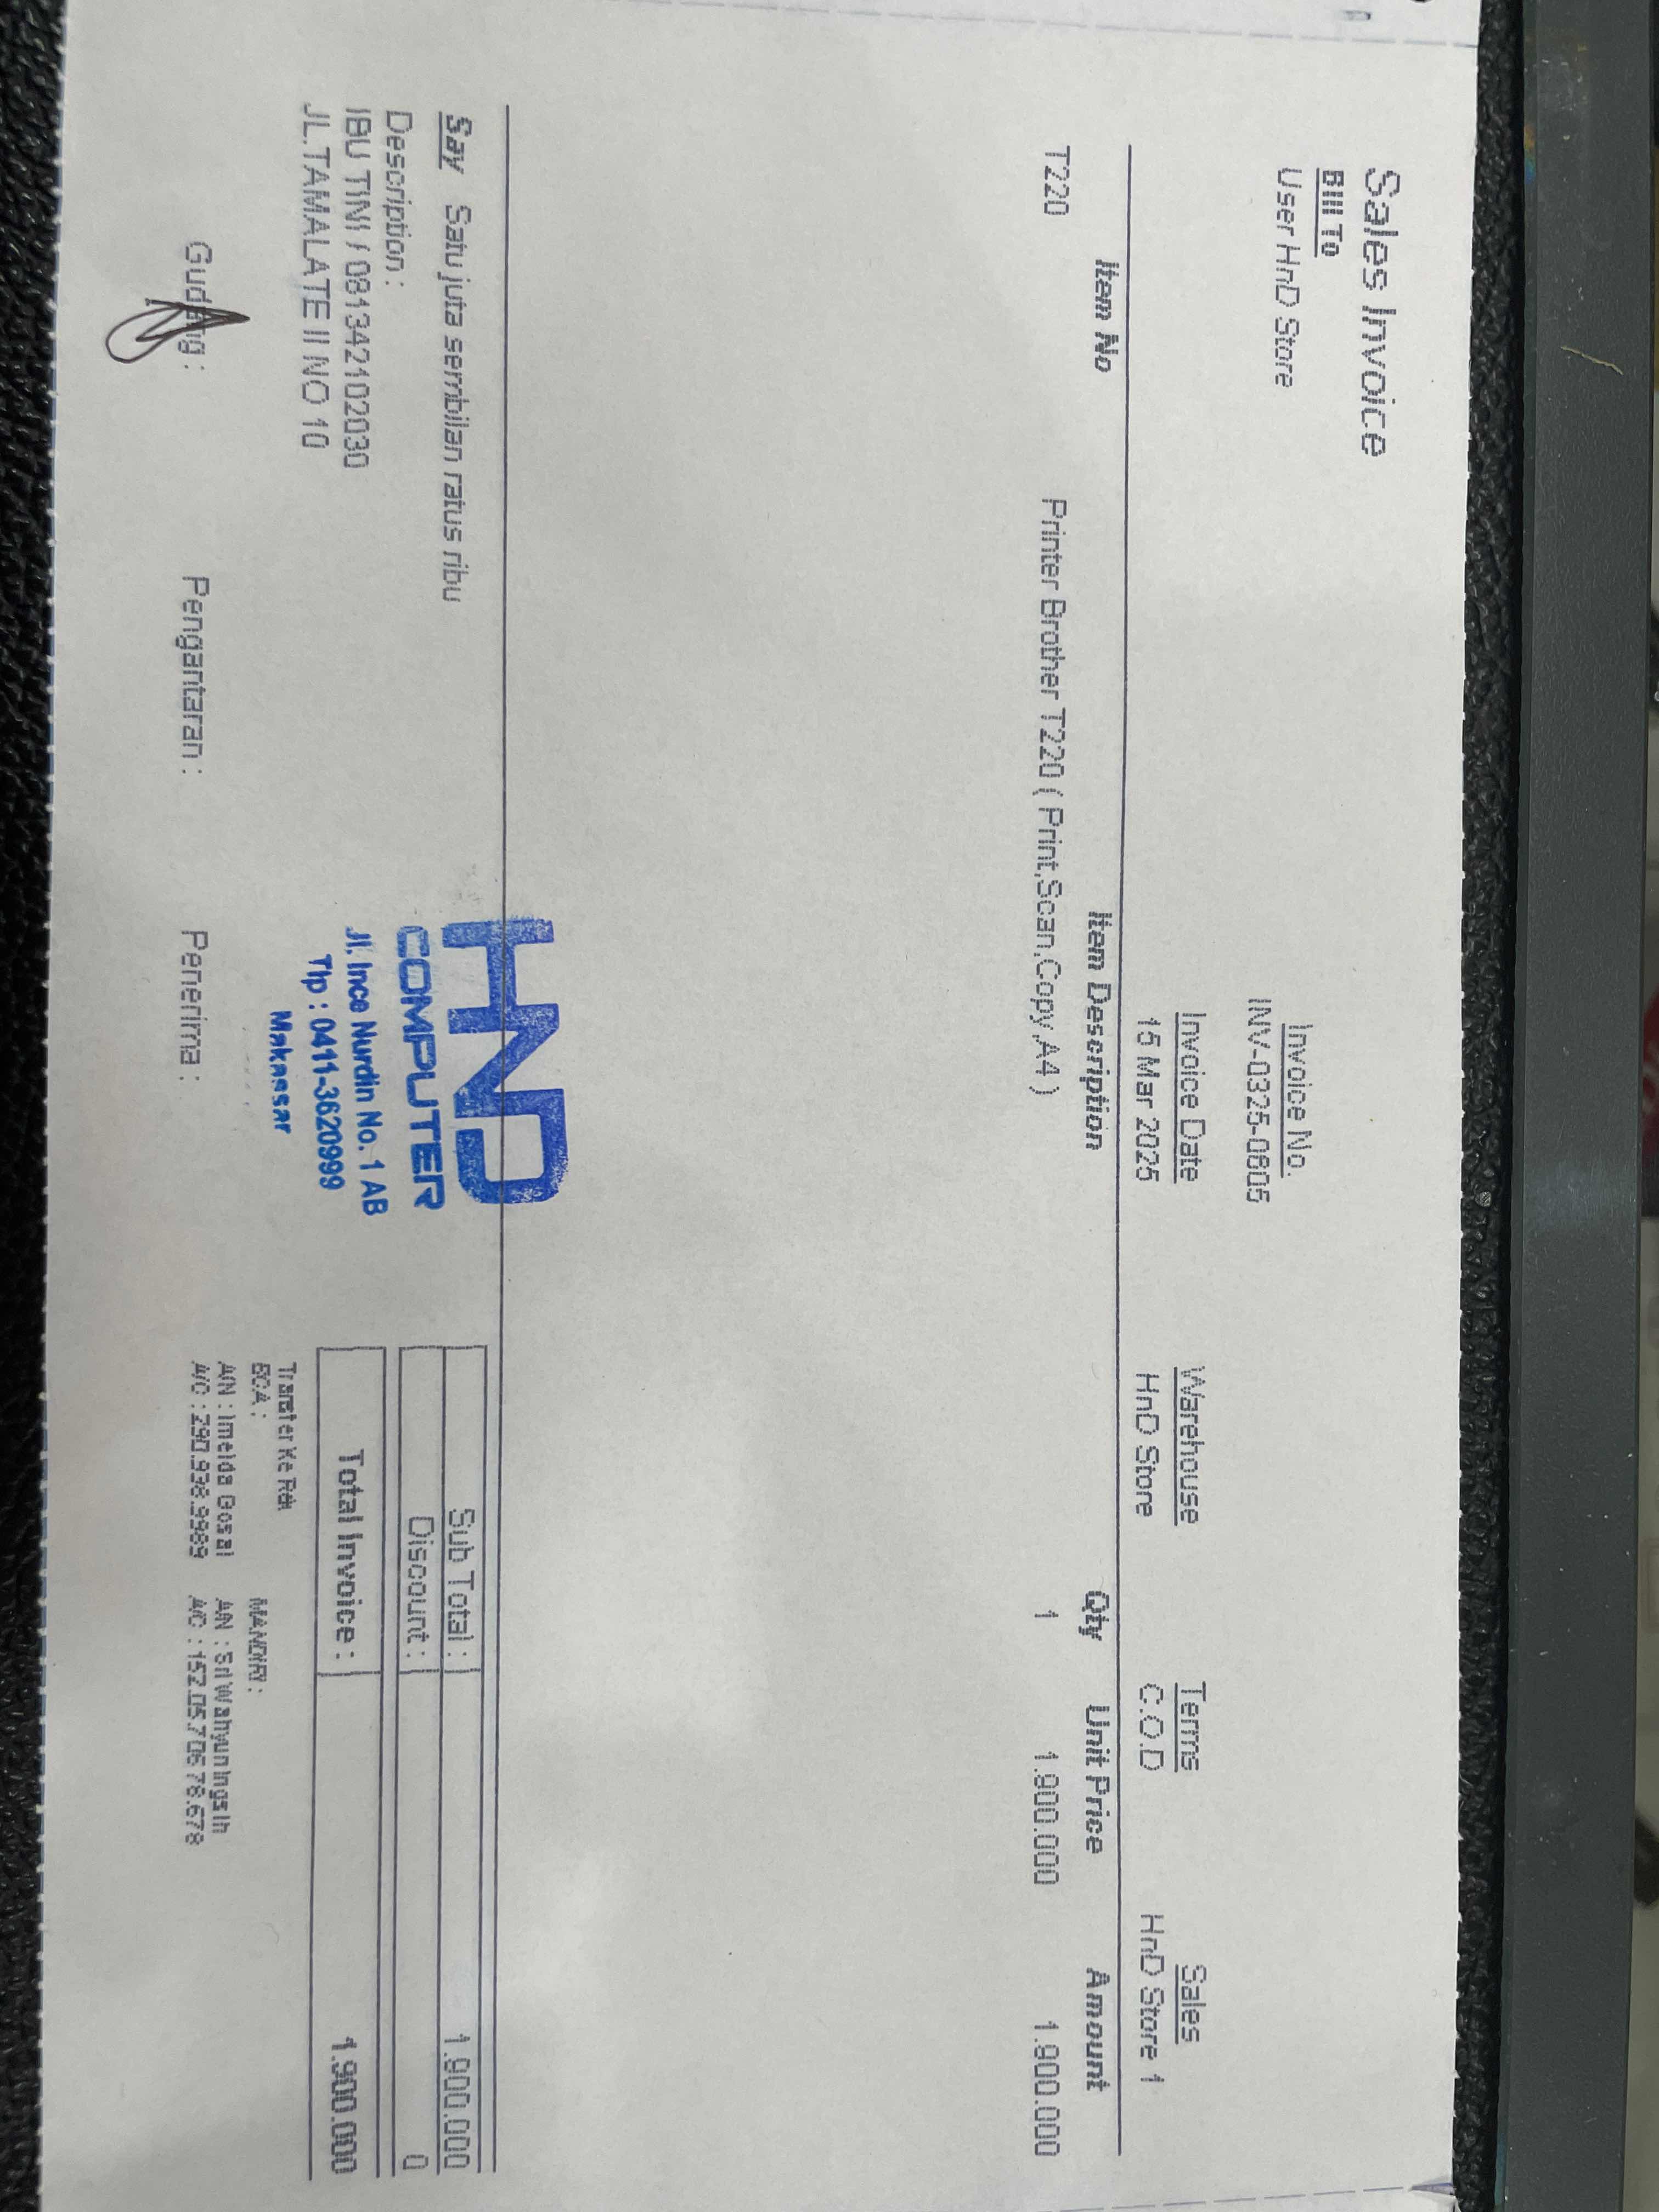 Sales Invoice
Bill To
User HnD Store
Invoice No.
INV-0325-0805
Invoice Date
Warehouse
Terms
Sales
15 Mar 2025
HnD Store
C.O.D
HnD Store 1
Item No
Item Description
Qty
Unit Price
Amount
T220
Printer Brother T220 ( Print,Scan,Copy,A4 )
1
1.900.000
1.900.000
Say Satu juta sembilan ratus ribu
Description :
IBU TINI / 081342102030
JL.TAMALATE II NO 10
HND
COMPUTER
Jl. Ince Nurdin No. 1 AB
Tlp : 0411-3620999
Makassar
Sub Total : 1.900.000
Discount : 0
Total Invoice : 1.900.000
Gudang :
Pengantaran :
Penerima :
Transfer Ke Rek
BCA :
MANDIRI :
A/N : Imelda Gosal
A/N : Sri Wahyuningsih
A/C : 290.938.9989
A/C : 152.05.706.78.678